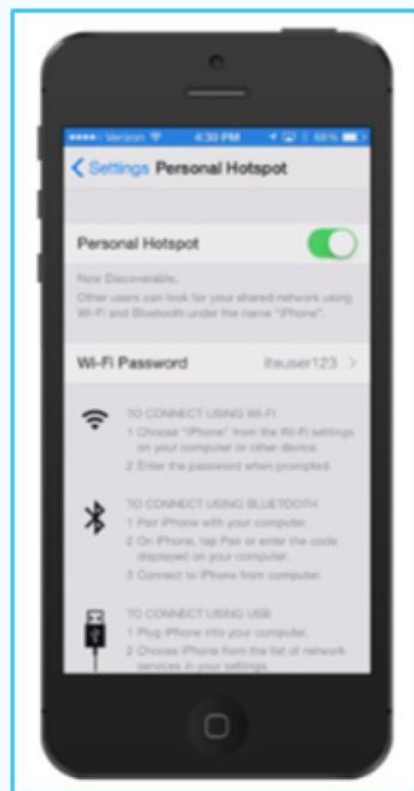 Verizon 4:39 PM 68%
Settings Personal Hotspot
Personal Hotspot
Now Discoverable.
Other users can look for your shared network using
Wi-Fi and Bluetooth under the name "iPhone".
Wi-Fi Password iteuser123
TO CONNECT USING WI-FI
1 Choose "iPhone" from the Wi-Fi settings
on your computer or other device.
2 Enter the password when prompted.
TO CONNECT USING BLUETOOTH
1 Pair iPhone with your computer.
2 On iPhone, tap Pair or enter the code
displayed on your computer.
3 Connect to iPhone from computer.
TO CONNECT USING USB
1 Plug iPhone into your computer.
2 Choose iPhone from the list of network
services in your settings.